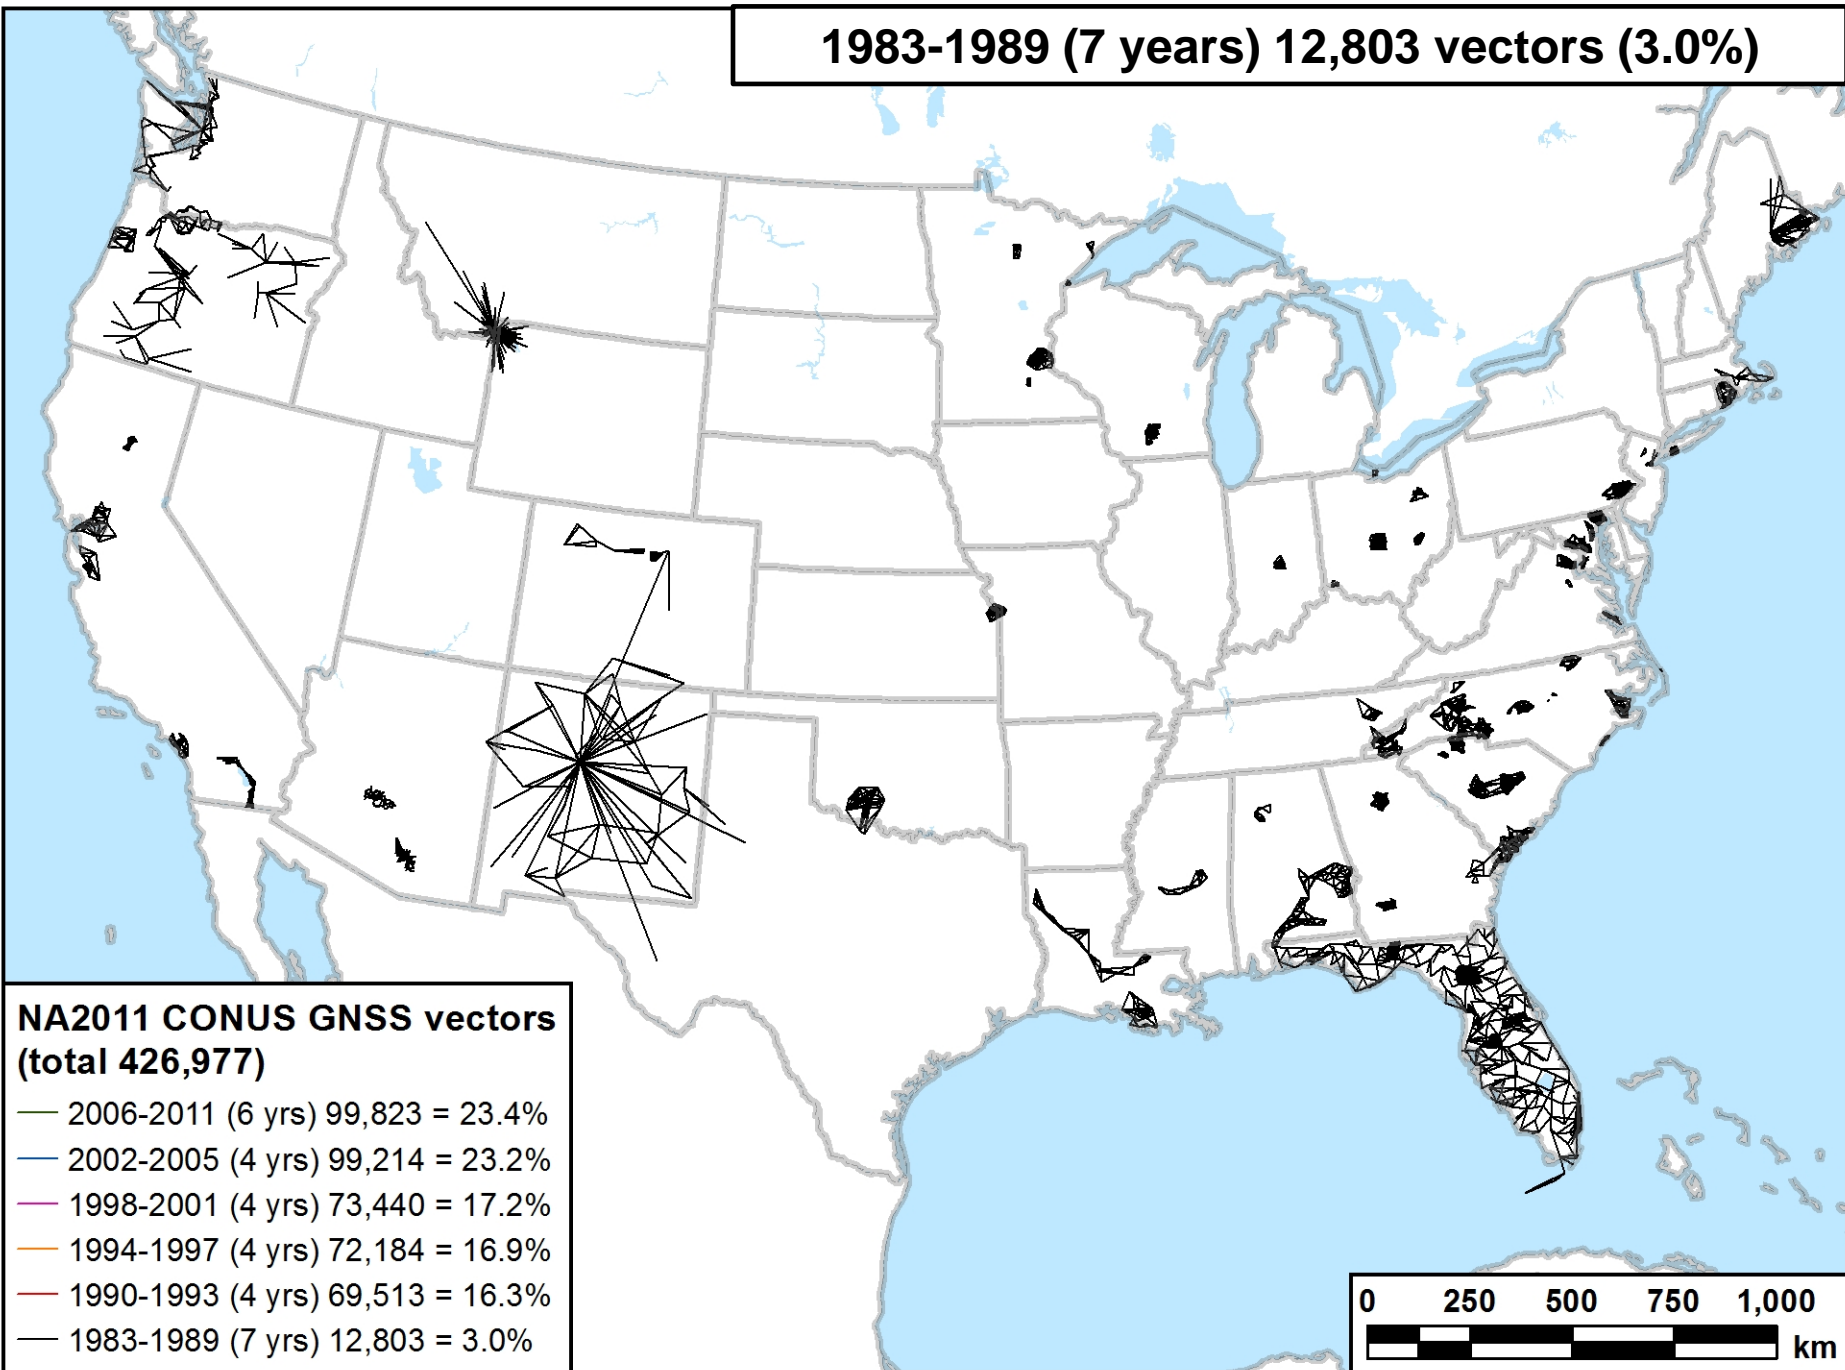 1983-1989 (7 years) 12,803 vectors (3.0%)
NA2011 CONUS GNSS vectors
(total 426,977)
2006-2011 (6 yrs) 99,823 = 23.4%
2002-2005 (4 yrs) 99,214 = 23.2%
1998-2001 (4 yrs) 73,440 = 17.2%
1994-1997 (4 yrs) 72,184 = 16.9%
1990-1993 (4 yrs) 69,513 = 16.3%
1983-1989 (7 yrs) 12,803 = 3.0%
0 250 500 750 1,000
km